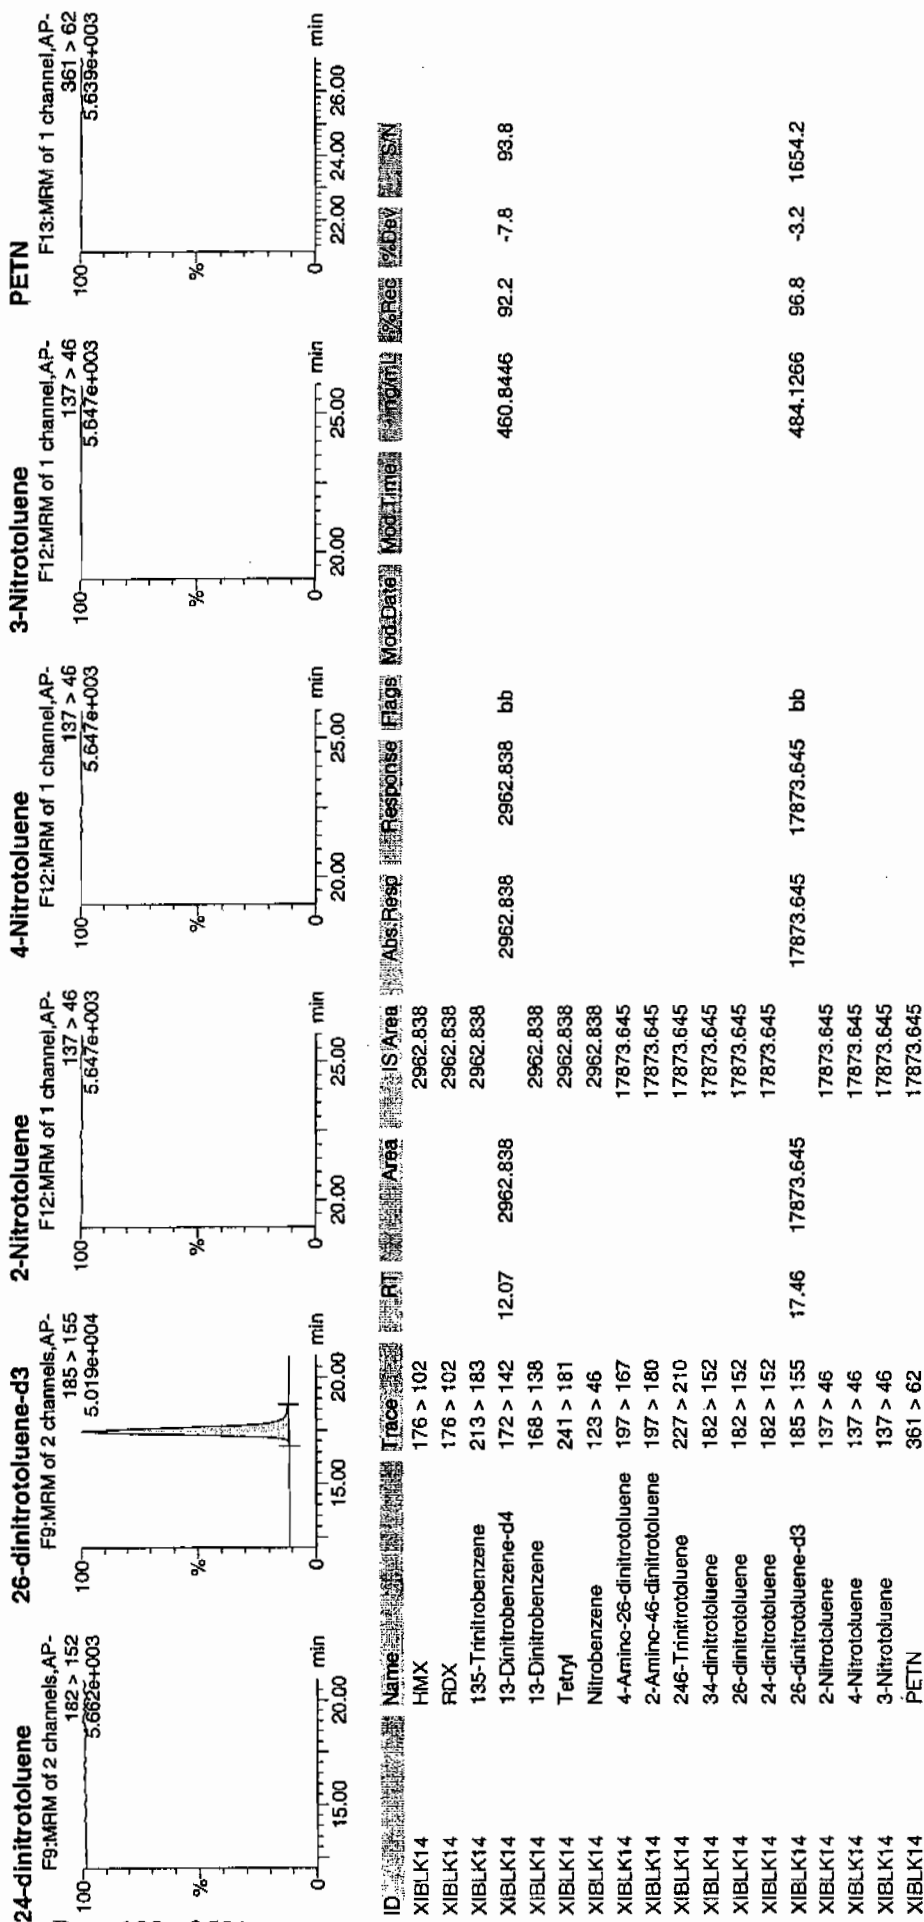 24-dinitrotoluene
F9:MRM of 2 channels,AP-
182 > 152
5.662e+003
100
%
0
15.00 20.00 min
26-dinitrotoluene-d3
F9:MRM of 2 channels,AP-
185 > 155
5.019e+004
100
%
0
15.00 20.00 min
2-Nitrotoluene
F12:MRM of 1 channel,AP-
137 > 46
5.647e+003
100
%
0
20.00 25.00 min
4-Nitrotoluene
F12:MRM of 1 channel,AP-
137 > 46
5.647e+003
100
%
0
20.00 25.00 min
3-Nitrotoluene
F12:MRM of 1 channel,AP-
137 > 46
5.647e+003
100
%
0
20.00 25.00 min
PETN
F13:MRM of 1 channel,AP-
361 > 62
5.639e+003
100
%
0
22.00 24.00 26.00 min
ID Name Trace RT Area IS Area Abs.Resp Response Flags Mod.Date Mod.Time ng/mL %Rec %Dev S/N
XIBLK14 HMX 176 > 102 2962.838
XIBLK14 RDX 176 > 102 2962.838
XIBLK14 135-Trinitrobenzene 213 > 183 2962.838
XIBLK14 13-Dinitrobenzene-d4 172 > 142 12.07 2962.838 2962.838 2962.838 bb 460.8446 92.2 -7.8 93.8
XIBLK14 13-Dinitrobenzene 168 > 138 2962.838
XIBLK14 Tetryl 241 > 181 2962.838
XIBLK14 Nitrobenzene 123 > 46 2962.838
XIBLK14 4-Amino-26-dinitrotoluene 197 > 167 17873.645
XIBLK14 2-Amino-46-dinitrotoluene 197 > 180 17873.645
XIBLK14 246-Trinitrotoluene 227 > 210 17873.645
XIBLK14 34-dinitrotoluene 182 > 152 17873.645
XIBLK14 26-dinitrotoluene 182 > 152 17873.645
XIBLK14 24-dinitrotoluene 182 > 152 17873.645
XIBLK14 26-dinitrotoluene-d3 185 > 155 17.46 17873.645 17873.645 17873.645 bb 484.1266 96.8 -3.2 1654.2
XIBLK14 2-Nitrotoluene 137 > 46 17873.645
XIBLK14 4-Nitrotoluene 137 > 46 17873.645
XIBLK14 3-Nitrotoluene 137 > 46 17873.645
XIBLK14 PETN 361 > 62 17873.645